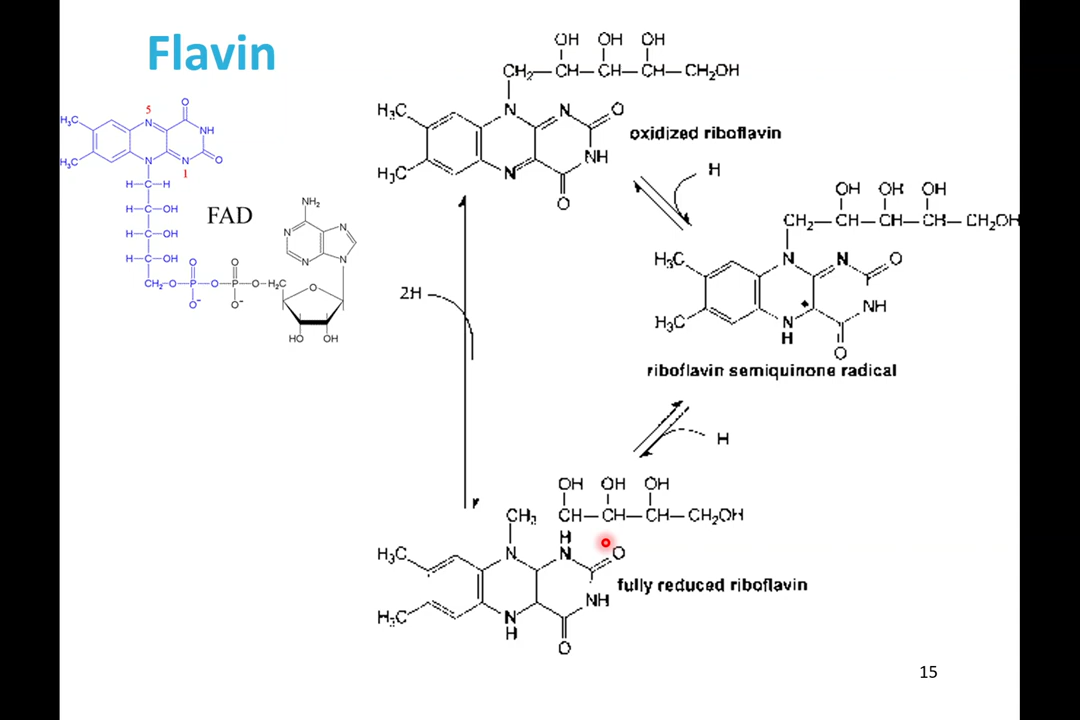 Flavin
5
O
H₃C
N
NH
H₃C
N
N
O
1
H
H
H
OH
FAD
H
OH
H
OH
CH₂
O
P
O
P
O
H₂C
O
O
O⁻
O⁻
NH₂
N
N
N
N
O
HO
OH
OH OH OH
CH₂ CH CH CH CH₂OH
H₃C
N
N
O
H₃C
N
NH
O
oxidized riboflavin
H
OH OH OH
CH₂ CH CH CH CH₂OH
H₃C
N
N
O
H₃C
N
H
NH
O
riboflavin semiquinone radical
2H
H
OH OH OH
CH₃ CH CH CH CH₂OH
H₃C
N
H
N
O
H₃C
N
H
NH
O
fully reduced riboflavin
15